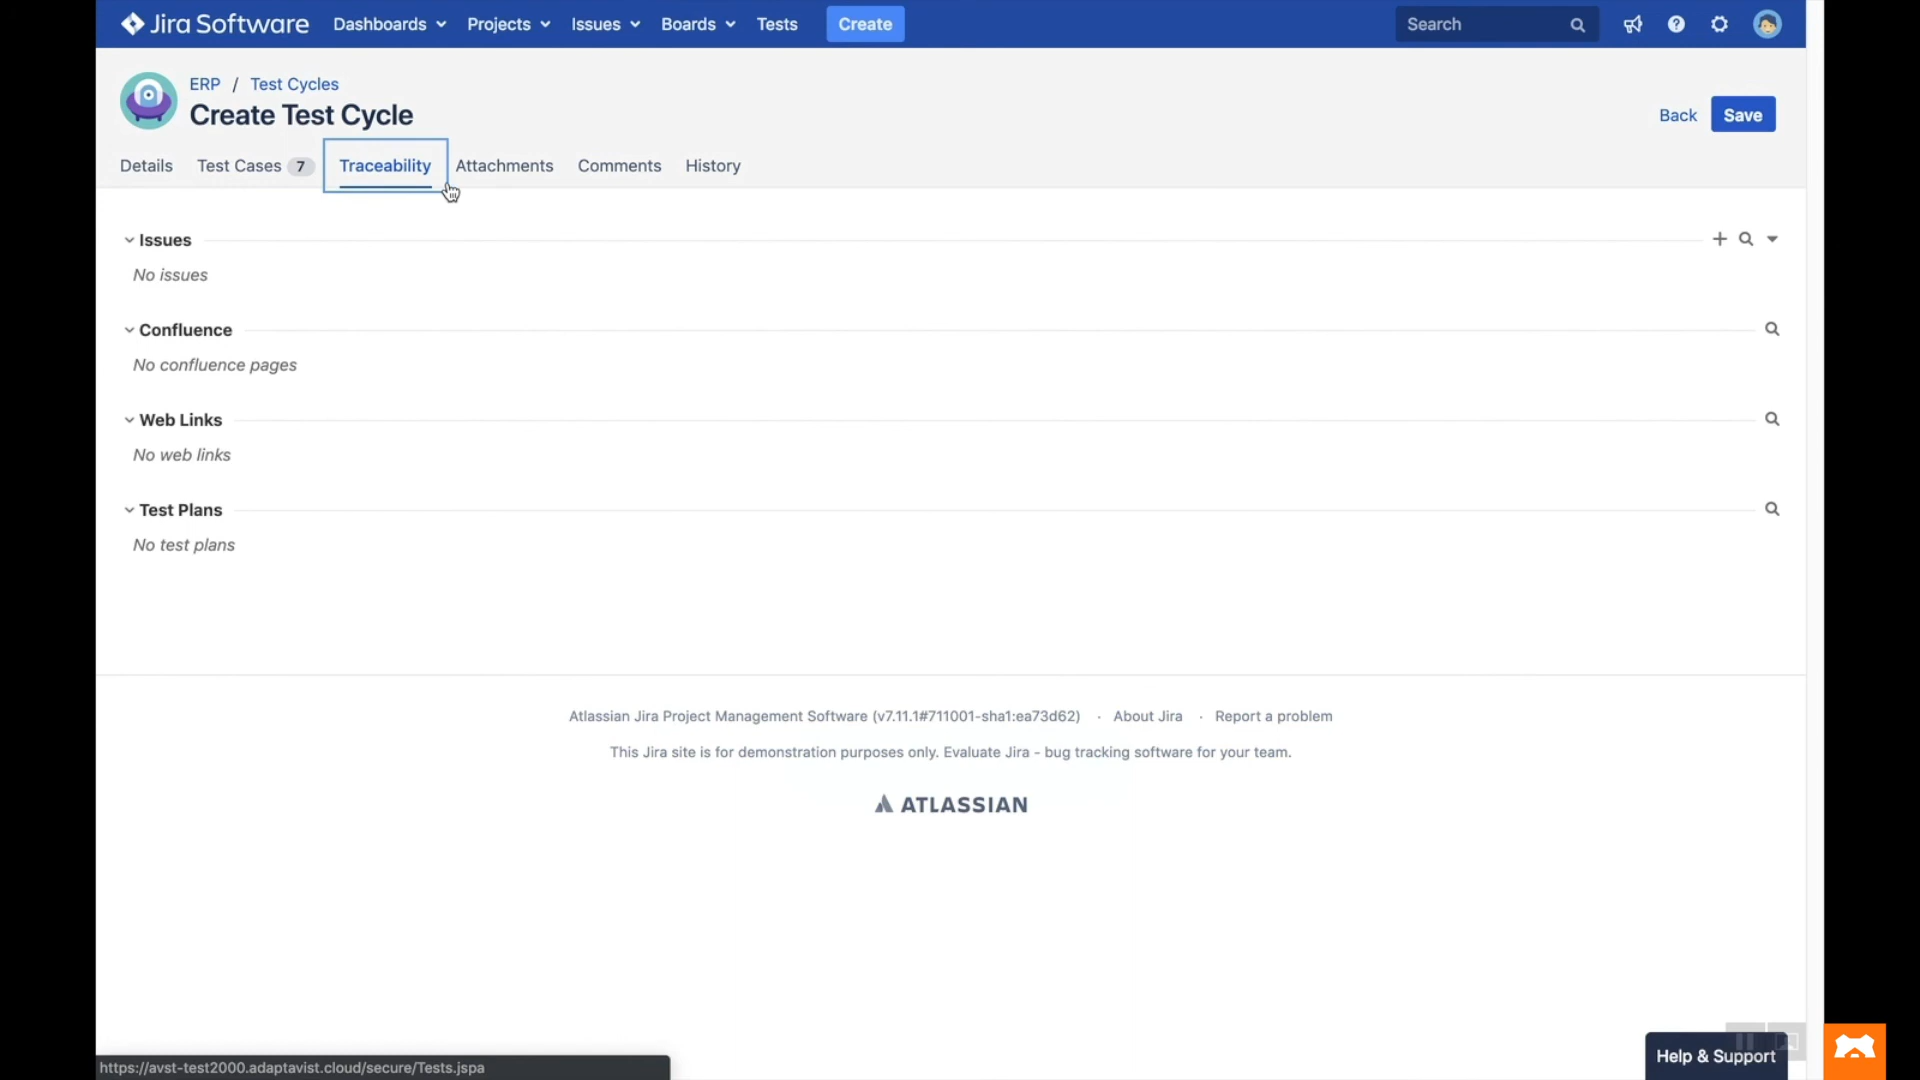 Jira Software Dashboards Projects Issues Boards Tests Create Search
ERP / Test Cycles
Create Test Cycle
Back Save
Details Test Cases 7 Traceability Attachments Comments History
Issues
No issues
Confluence
No confluence pages
Web Links
No web links
Test Plans
No test plans
Atlassian Jira Project Management Software (v7.11.1#711001-sha1:ea73d62) · About Jira · Report a problem
This Jira site is for demonstration purposes only. Evaluate Jira - bug tracking software for your team.
ATLASSIAN
Help & Support
https://avst-test2000.adaptavist.cloud/secure/Tests.jspa